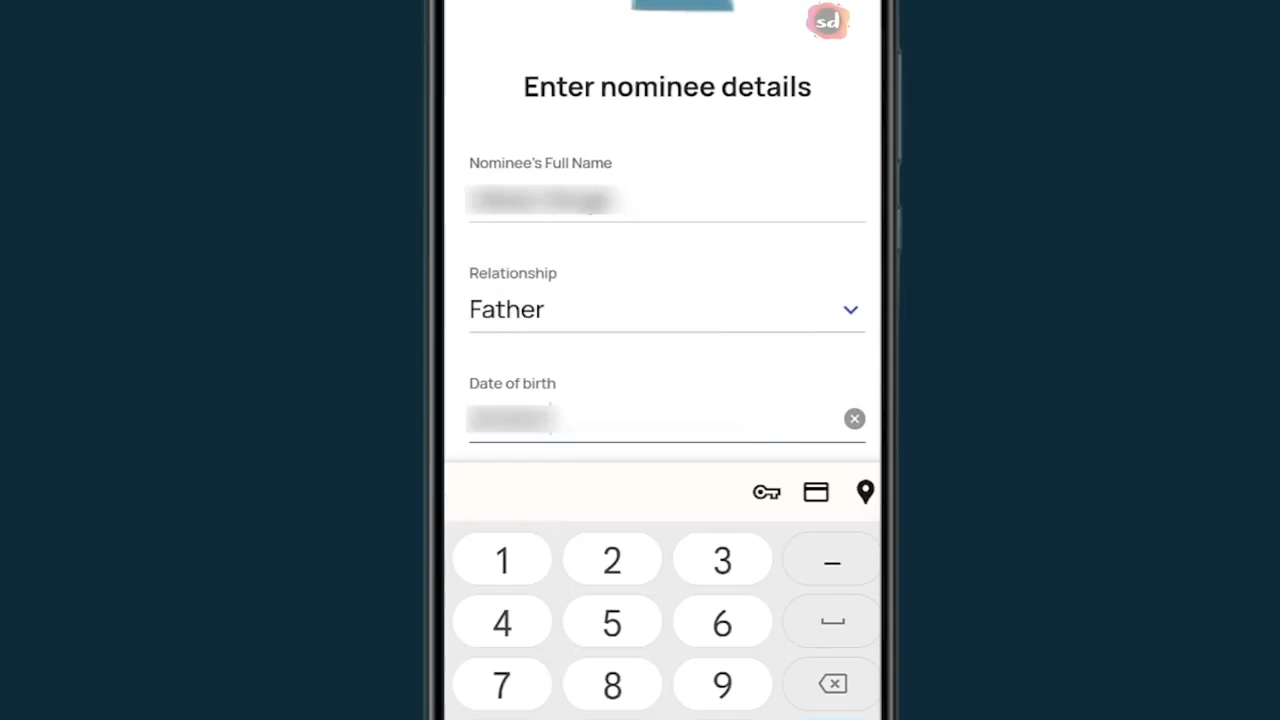 sd
Enter nominee details
Nominee's Full Name
Relationship
Father
Date of birth
1 2 3 –
4 5 6
7 8 9